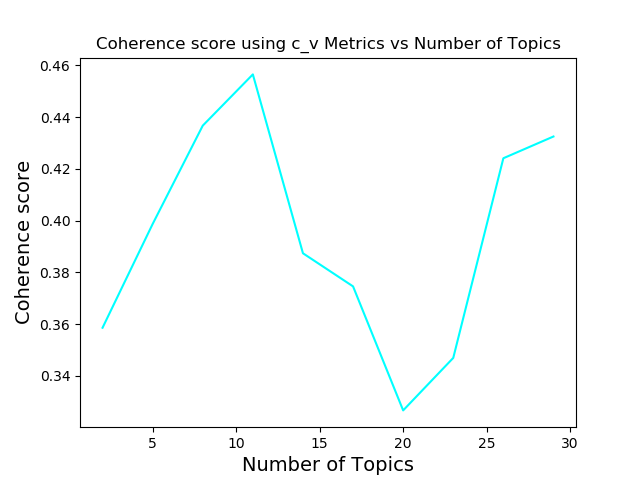 Coherence score using c_v Metrics vs Number of Topics
Coherence score
0.46
0.44
0.42
0.40
0.38
0.36
0.34
5 10 15 20 25 30
Number of Topics